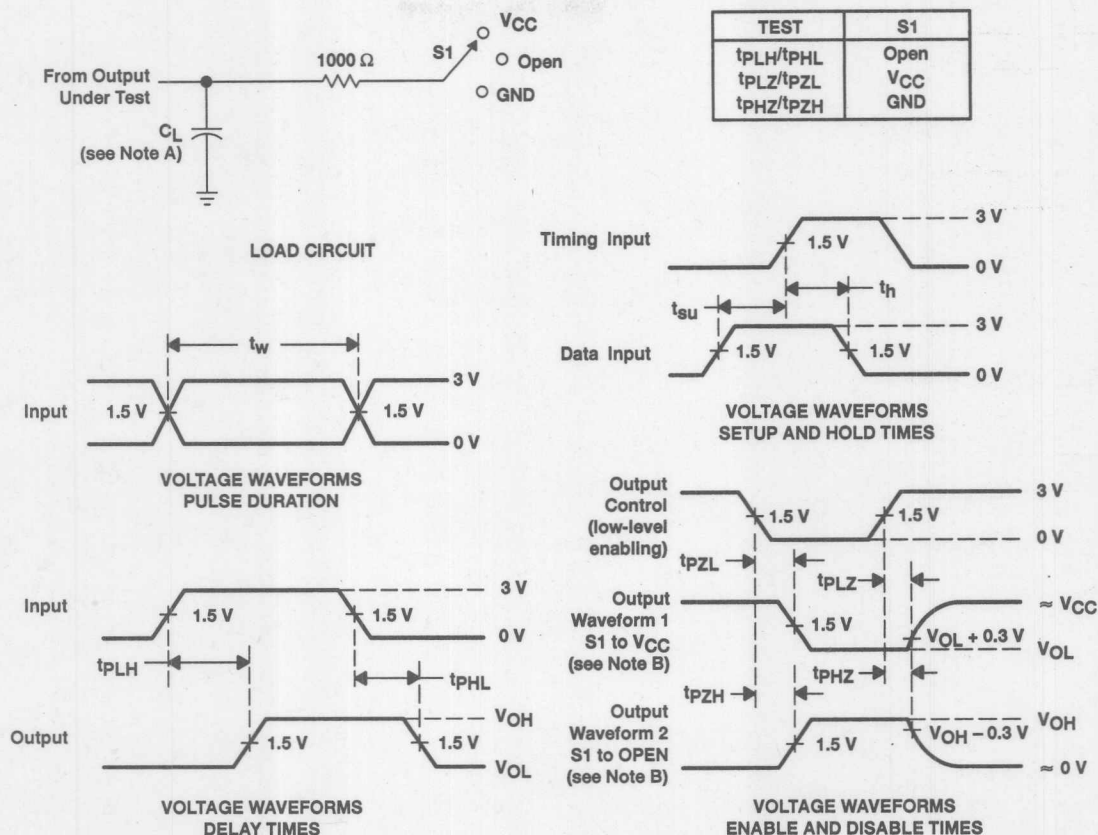 VCC
S1
Open
GND
1000 Ω
From Output
Under Test
CL
(see Note A)
LOAD CIRCUIT
TEST S1
tPLH/tPHL Open
tPLZ/tPZL VCC
tPHZ/tPZH GND
Timing Input
1.5 V
3 V
0 V
tsu
th
Data Input
1.5 V
1.5 V
3 V
0 V
VOLTAGE WAVEFORMS
SETUP AND HOLD TIMES
tw
Input
1.5 V
1.5 V
3 V
0 V
VOLTAGE WAVEFORMS
PULSE DURATION
Input
1.5 V
1.5 V
3 V
0 V
tPLH
tPHL
Output
1.5 V
1.5 V
VOH
VOL
VOLTAGE WAVEFORMS
DELAY TIMES
Output
Control
(low-level
enabling)
1.5 V
1.5 V
3 V
0 V
tPZL
tPLZ
Output
Waveform 1
S1 to VCC
(see Note B)
1.5 V
VOL + 0.3 V
≈ VCC
VOL
tPZH
tPHZ
Output
Waveform 2
S1 to OPEN
(see Note B)
1.5 V
VOH – 0.3 V
VOH
≈ 0 V
VOLTAGE WAVEFORMS
ENABLE AND DISABLE TIMES